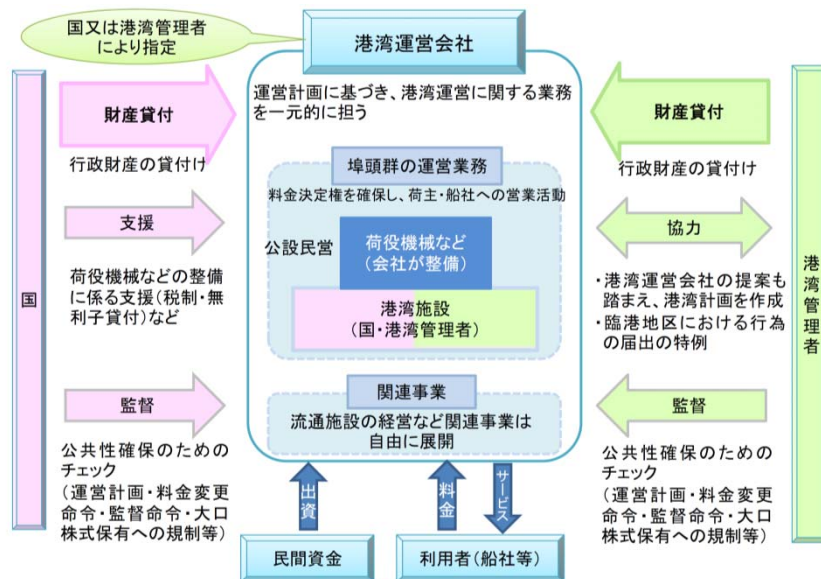 国又は港湾管理者
により指定
港湾運営会社
運営計画に基づき、港湾運営に関する業務
を一元的に担う
国
財産貸付
行政財産の貸付け
支援
荷役機械などの整備
に係る支援(税制・無
利子貸付)など
監督
公共性確保のための
チェック
(運営計画・料金変更
命令・監督命令・大口
株式保有への規制等)
埠頭群の運営業務
料金決定権を確保し、荷主・船社への営業活動
公設民営
荷役機械など
(会社が整備)
港湾施設
(国・港湾管理者)
関連事業
流通施設の経営など関連事業は
自由に展開
出資
料金
サービス
民間資金
利用者(船社等)
財産貸付
行政財産の貸付け
協力
・港湾運営会社の提案も
踏まえ、港湾計画を作成
・臨港地区における行為
の届出の特例
監督
公共性確保のための
チェック
(運営計画・料金変更
命令・監督命令・大口
株式保有への規制等)
港湾管理者